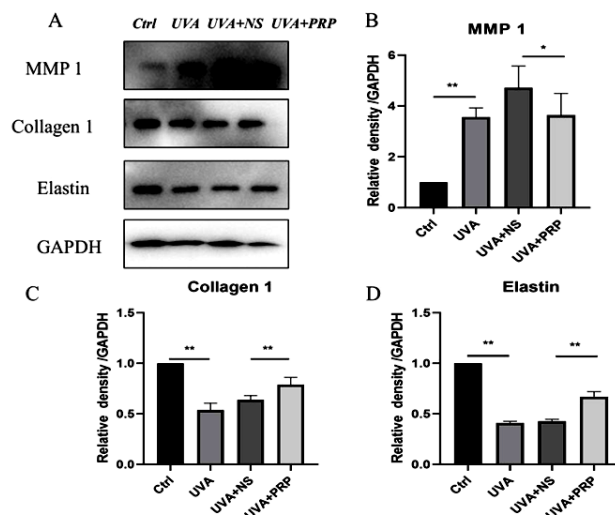 A
Ctrl UVA UVA+NS UVA+PRP
MMP 1
Collagen 1
Elastin
GAPDH
B
MMP 1
Relative density /GAPDH
8
6
4
2
0
**
*
Ctrl
UVA
UVA+NS
UVA+PRP
C
Collagen 1
Relative density /GAPDH
1.5
1.0
0.5
0.0
**
**
Ctrl
UVA
UVA+NS
UVA+PRP
D
Elastin
Relative density /GAPDH
1.5
1.0
0.5
0.0
**
**
Ctrl
UVA
UVA+NS
UVA+PRP